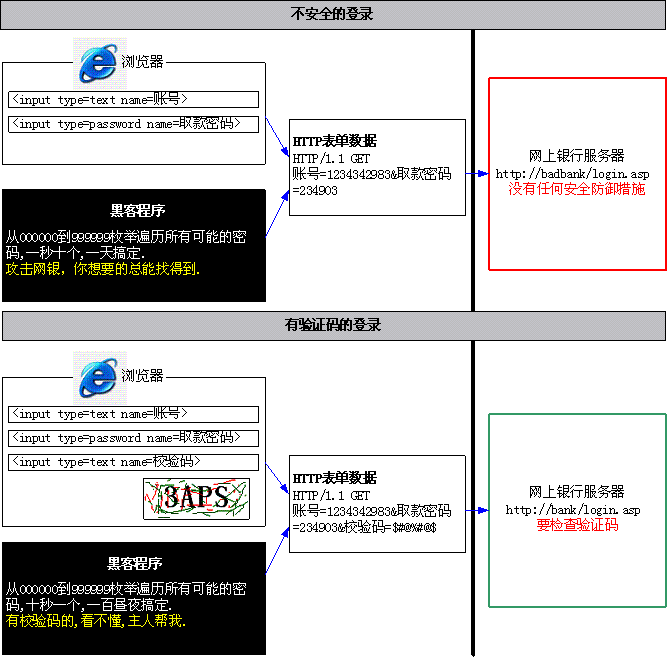 不安全的登录
浏览器
<input type=text name=账号>
<input type=password name=取款密码>
HTTP表单数据
HTTP/1.1 GET
账号=1234342983&取款密码
=234903
网上银行服务器
http://badbank/login.asp
没有任何安全防御措施
黑客程序
从000000到999999枚举遍历所有可能的密
码,一秒十个,一天搞定.
攻击网银，你想要的总能找得到.
有验证码的登录
浏览器
<input type=text name=账号>
<input type=password name=取款密码>
<input type=text name=校验码>
3APS
HTTP表单数据
HTTP/1.1 GET
账号=1234342983&取款密码
=234903&校验码=$#@%#@$
网上银行服务器
http://bank/login.asp
要检查验证码
黑客程序
从000000到999999枚举遍历所有可能的密
码,十秒一个,一百昼夜搞定.
有校验码的,看不懂,主人帮我.